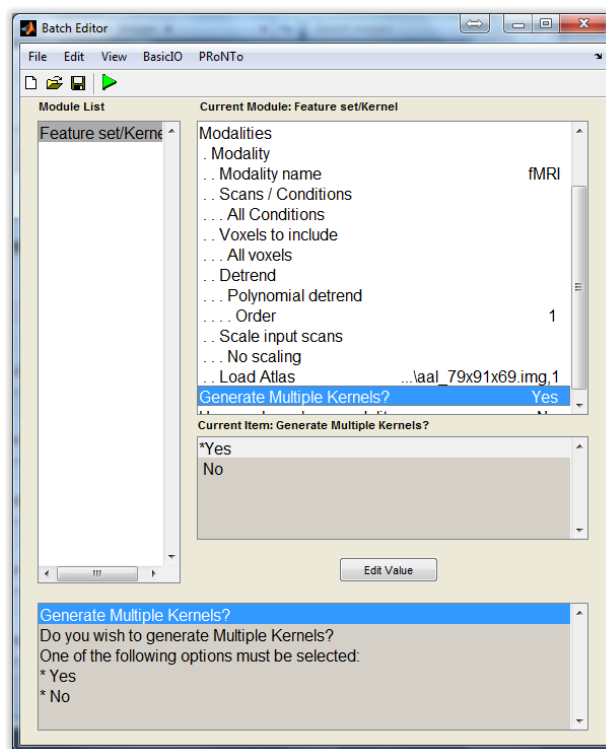 Batch Editor
File Edit View BasicIO PRoNTo
Module List
Current Module: Feature set/Kernel
Feature set/Kerne
Modalities
. Modality
. . Modality name fMRI
. . Scans / Conditions
. . . All Conditions
. . Voxels to include
. . . All voxels
. . Detrend
. . . Polynomial detrend
. . . . Order 1
. . Scale input scans
. . . No scaling
. . Load Atlas ...\aal_79x91x69.img,1
Generate Multiple Kernels? Yes
Current Item: Generate Multiple Kernels?
*Yes
No
Edit Value
Generate Multiple Kernels?
Do you wish to generate Multiple Kernels?
One of the following options must be selected:
* Yes
* No